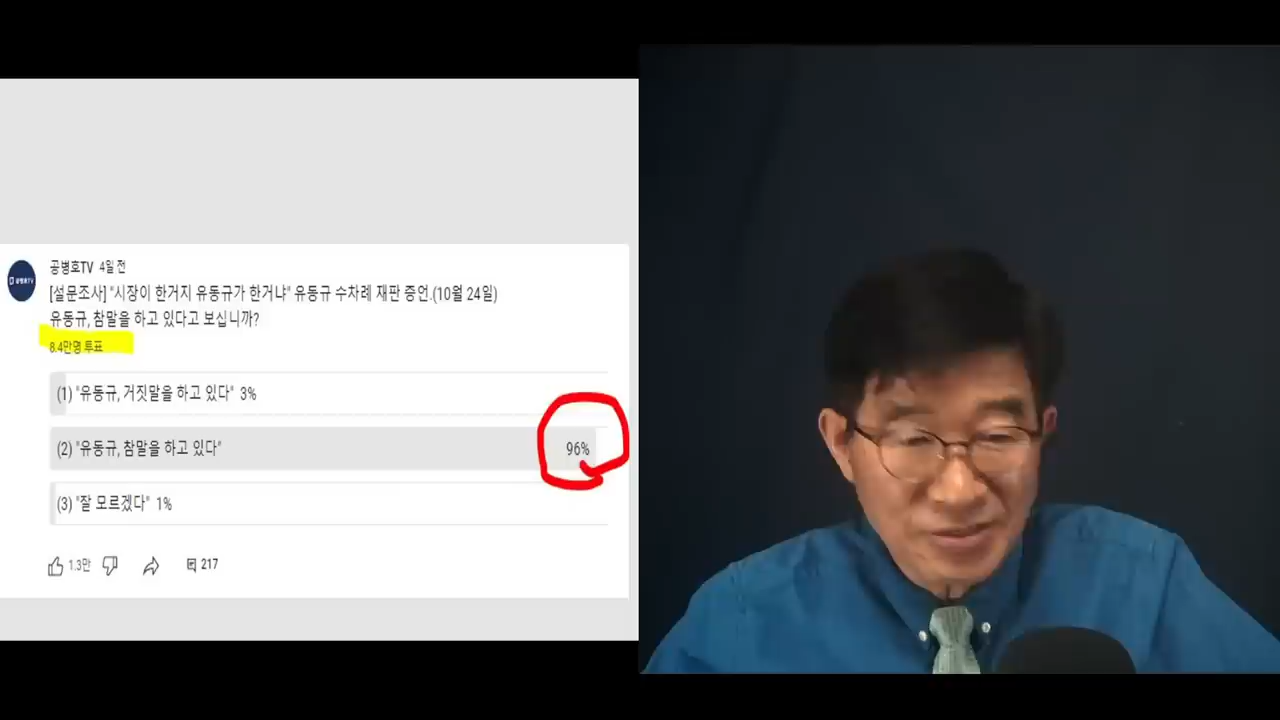 공병호TV 4일 전
[설문조사] "시장이 한거지 유동규가 한거냐" 유동규 수차례 재판 증언.(10월 24일)
유동규, 참말을 하고 있다고 보십니까?
8.4만명 투표
(1) "유동규, 거짓말을 하고 있다" 3%
(2) "유동규, 참말을 하고 있다" 96%
(3) "잘 모르겠다" 1%
1.3만 217